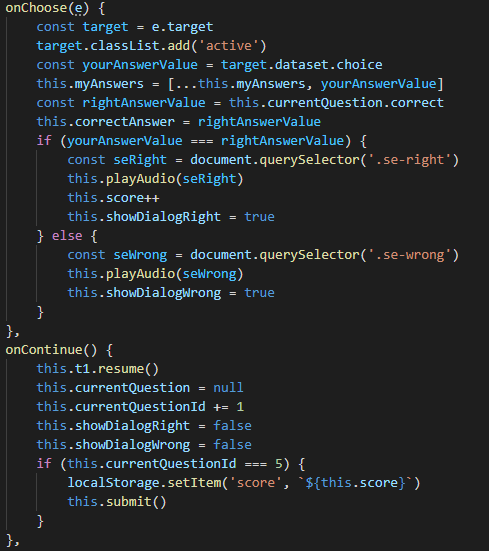 onChoose(e) {
    const target = e.target
    target.classList.add('active')
    const yourAnswerValue = target.dataset.choice
    this.myAnswers = [...this.myAnswers, yourAnswerValue]
    const rightAnswerValue = this.currentQuestion.correct
    this.correctAnswer = rightAnswerValue
    if (yourAnswerValue === rightAnswerValue) {
        const seRight = document.querySelector('.se-right')
        this.playAudio(seRight)
        this.score++
        this.showDialogRight = true
    } else {
        const seWrong = document.querySelector('.se-wrong')
        this.playAudio(seWrong)
        this.showDialogWrong = true
    }
},
onContinue() {
    this.t1.resume()
    this.currentQuestion = null
    this.currentQuestionId += 1
    this.showDialogRight = false
    this.showDialogWrong = false
    if (this.currentQuestionId === 5) {
        localStorage.setItem('score', `${this.score}`)
        this.submit()
    }
},